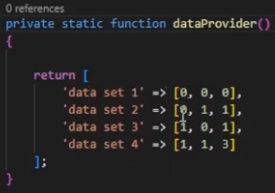 0 references
private static function dataProvider()
{
return [
'data set 1' => [0, 0, 0],
'data set 2' => [0, 1, 1],
'data set 3' => [1, 0, 1],
'data set 4' => [1, 1, 3]
];
}